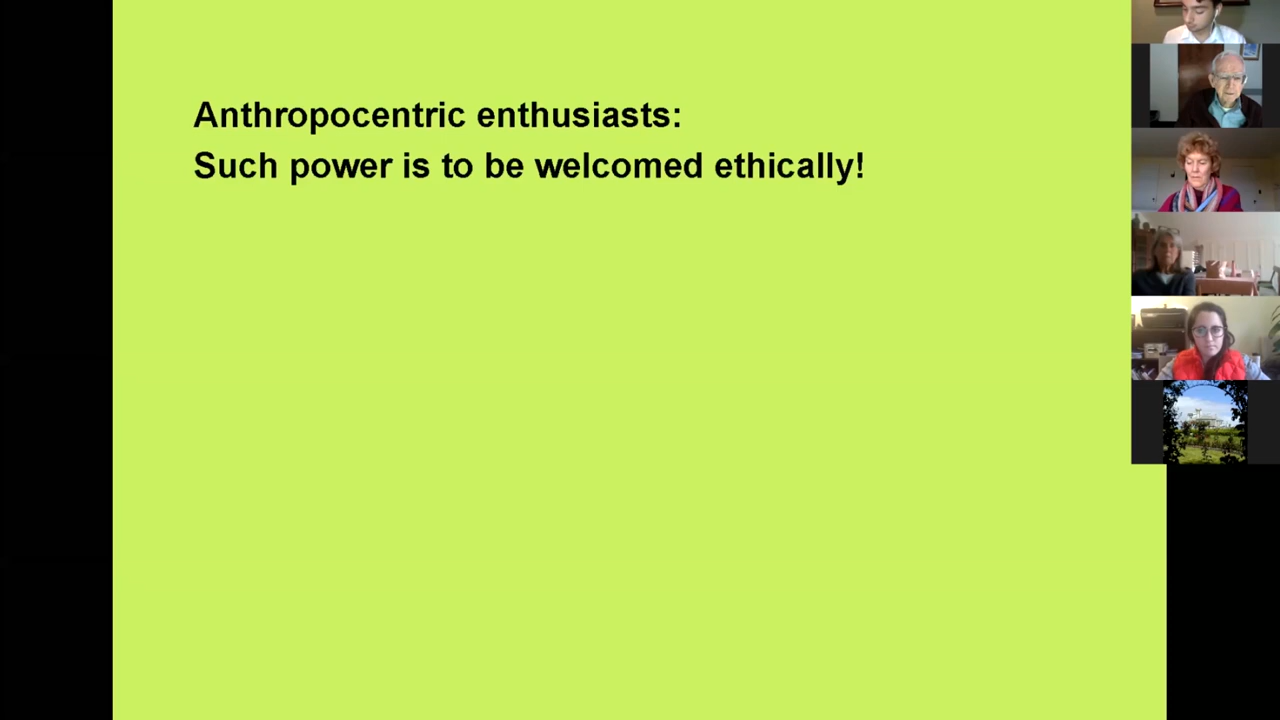 Anthropocentric enthusiasts:
Such power is to be welcomed ethically!